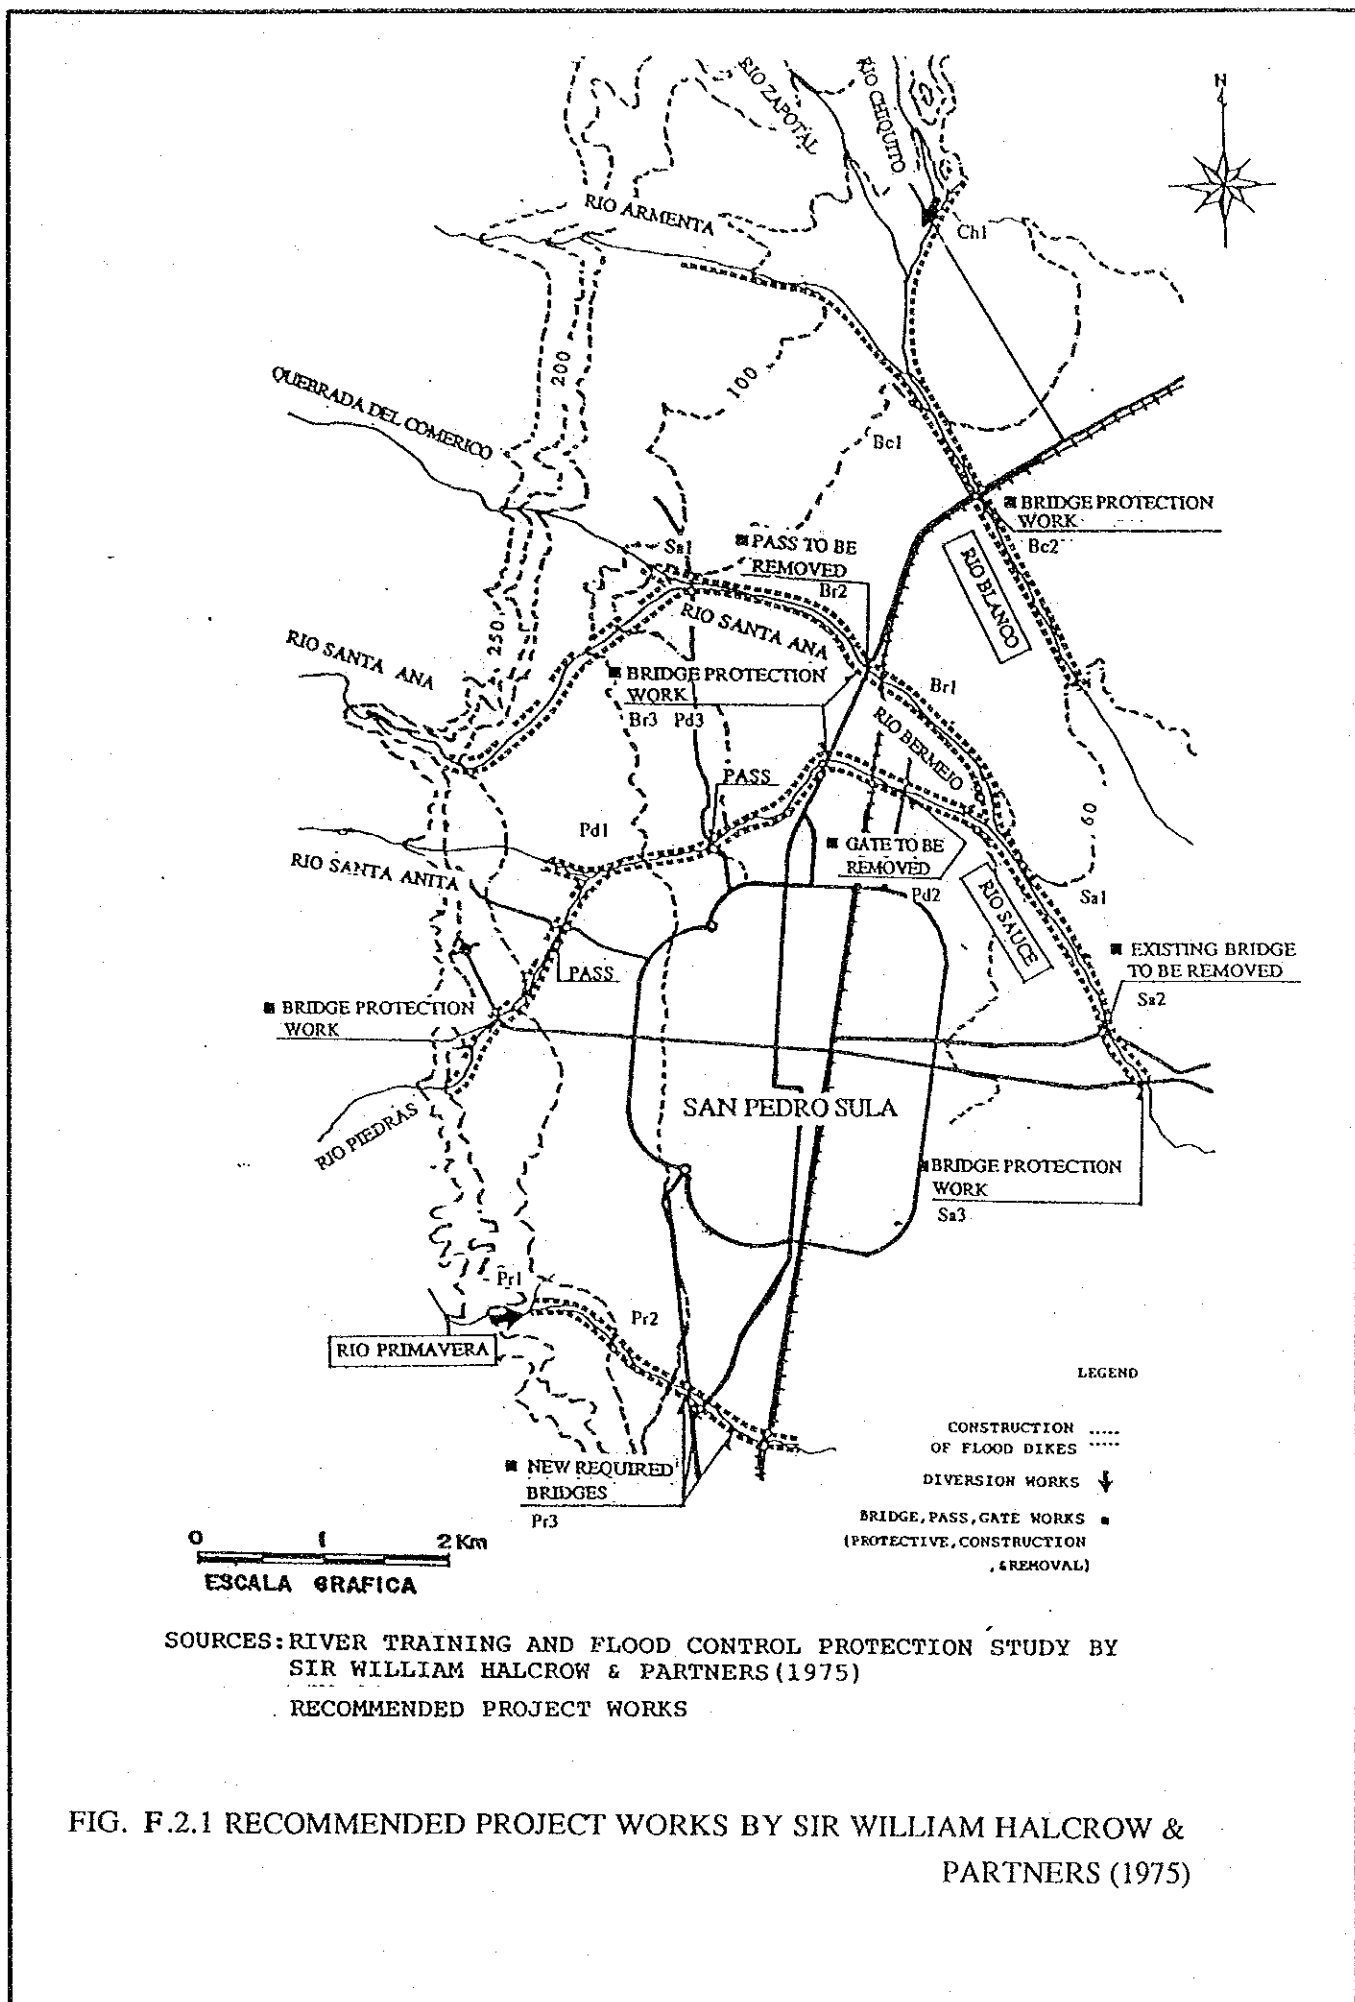 RIO ZAPOTAL
RIO CHIQUITO
N
RIO ARMENTA
Ch1
200
100
QUEBRADA DEL COMERICO
Bc1
■ BRIDGE PROTECTION
WORK
Bc2
Sa1
■ PASS TO BE
REMOVED
Br2
RIO BLANCO
RIO SANTA ANA
250
RIO SANTA ANA
■ BRIDGE PROTECTION
WORK
Br3 Pd3
Br1
RIO BERMEJO
PASS
60
Pd1
■ GATE TO BE
REMOVED
Pd2
RIO SANTA ANITA
RIO SAUCE
Sa1
■ EXISTING BRIDGE
TO BE REMOVED
Sa2
PASS
■ BRIDGE PROTECTION
WORK
SAN PEDRO SULA
RIO PIEDRAS
■ BRIDGE PROTECTION
WORK
Sa3
Pr1
Pr2
RIO PRIMAVERA
LEGEND
CONSTRUCTION
OF FLOOD DIKES
DIVERSION WORKS
BRIDGE, PASS, GATE WORKS ■
(PROTECTIVE, CONSTRUCTION
, & REMOVAL)
■ NEW REQUIRED
BRIDGES
Pr3
0 1 2 Km
ESCALA GRAFICA
SOURCES: RIVER TRAINING AND FLOOD CONTROL PROTECTION STUDY BY
SIR WILLIAM HALCROW & PARTNERS (1975)
RECOMMENDED PROJECT WORKS
FIG. F.2.1 RECOMMENDED PROJECT WORKS BY SIR WILLIAM HALCROW &
PARTNERS (1975)